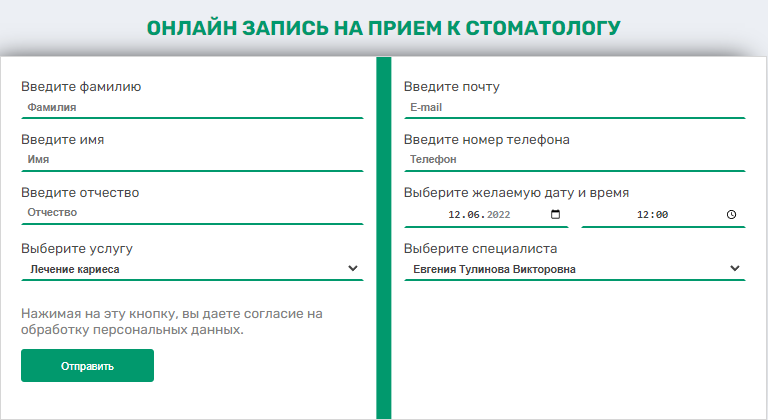 ОНЛАЙН ЗАПИСЬ НА ПРИЕМ К СТОМАТОЛОГУ
Введите фамилию
Фамилия
Введите имя
Имя
Введите отчество
Отчество
Выберите услугу
Лечение кариеса
Нажимая на эту кнопку, вы даете согласие на
обработку персональных данных.
Отправить
Введите почту
E-mail
Введите номер телефона
Телефон
Выберите желаемую дату и время
12.06.2022 12:00
Выберите специалиста
Евгения Тулинова Викторовна